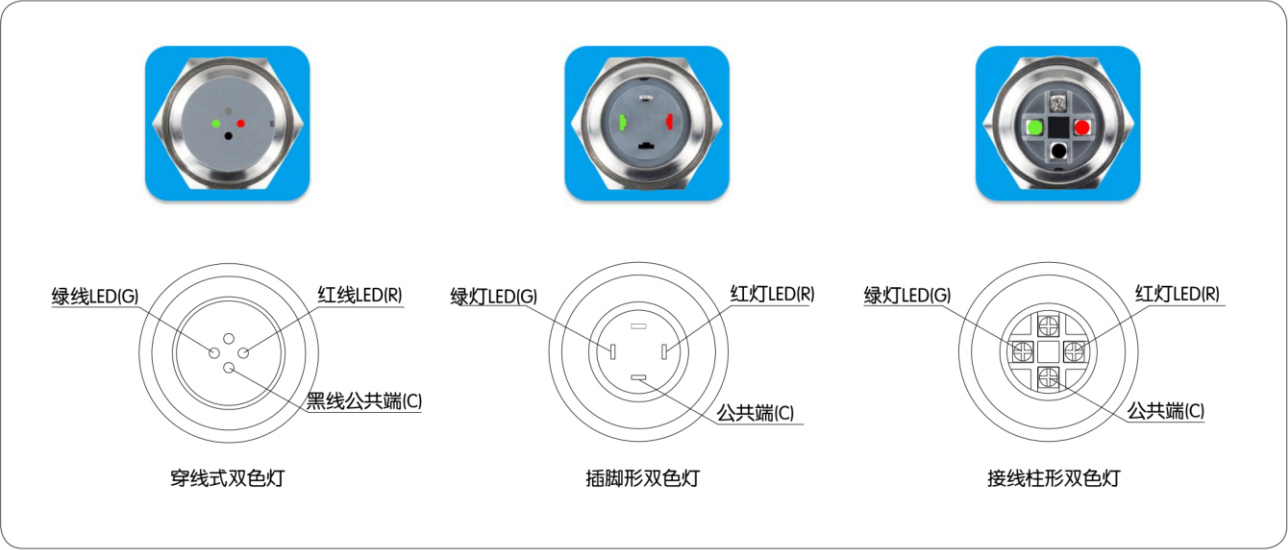 绿线LED(G)
红线LED(R)
黑线公共端(C)
穿线式双色灯
绿灯LED(G)
红灯LED(R)
公共端(C)
插脚形双色灯
绿灯LED(G)
红灯LED(R)
公共端(C)
接线柱形双色灯